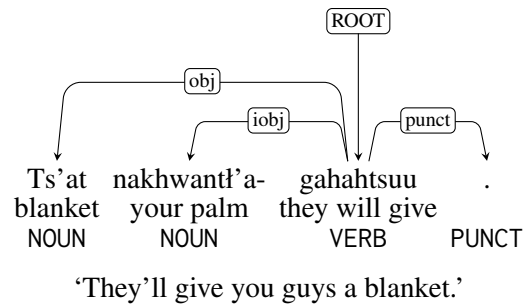 ROOT
obj
iobj
punct
Ts’at nakhwantł’a- gahahtsuu .
blanket your palm they will give
NOUN NOUN VERB PUNCT
‘They’ll give you guys a blanket.’